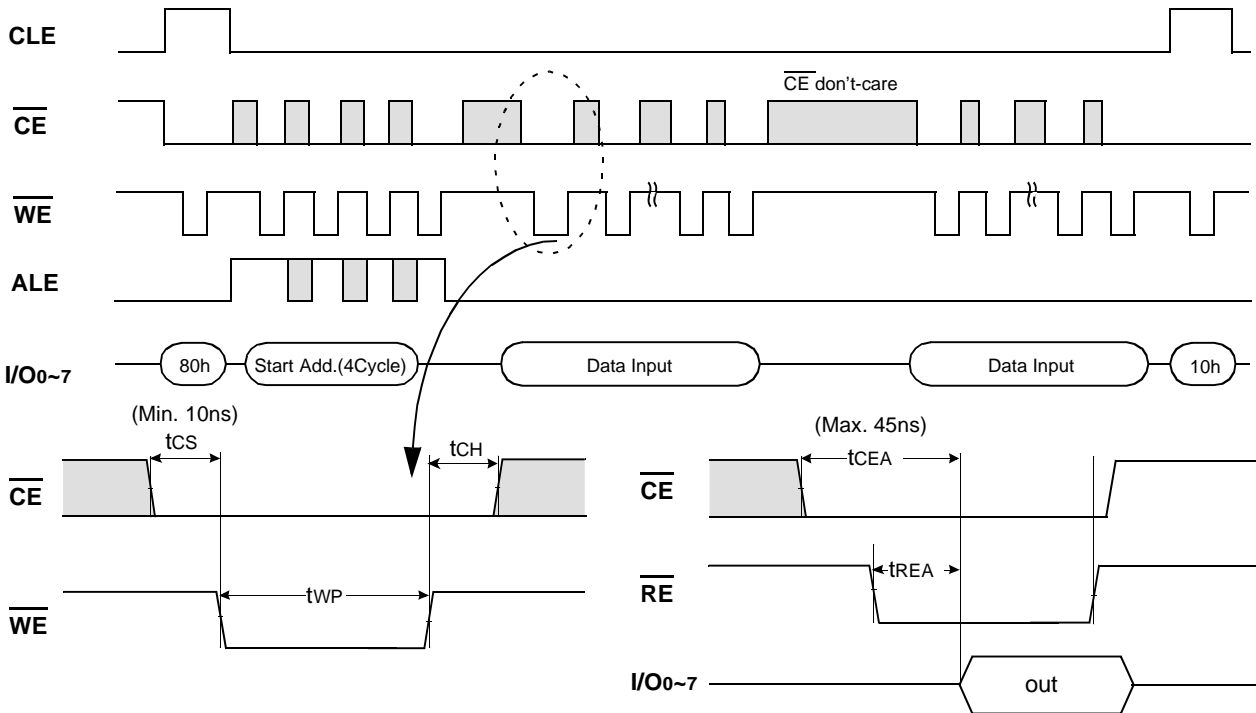 CLE
CE don't-care
CE
WE
ALE
I/O0~7 80h Start Add.(4Cycle) Data Input Data Input 10h
(Min. 10ns)
tCS tCH
CE
tWP
WE
(Max. 45ns)
tCEA
CE
tREA
RE
I/O0~7 out